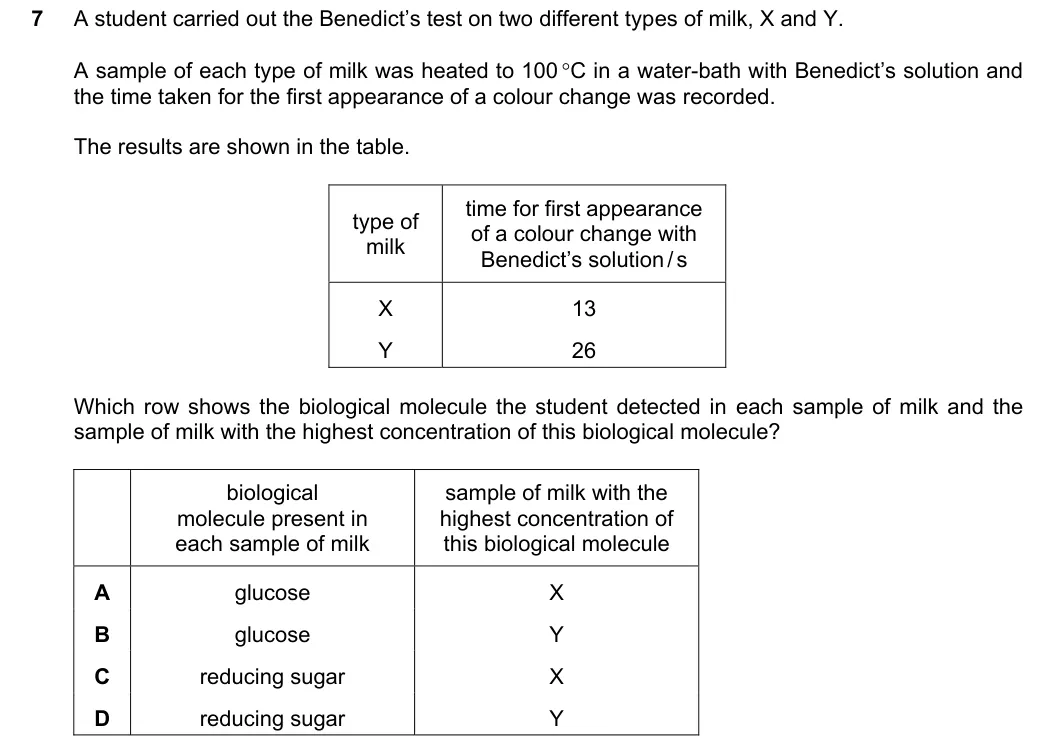 7 A student carried out the Benedict's test on two different types of milk, X and Y.
A sample of each type of milk was heated to 100 °C in a water-bath with Benedict's solution and
the time taken for the first appearance of a colour change was recorded.
The results are shown in the table.
type of
milk
time for first appearance
of a colour change with
Benedict's solution / s
X 13
Y 26
Which row shows the biological molecule the student detected in each sample of milk and the
sample of milk with the highest concentration of this biological molecule?
biological
molecule present in
each sample of milk
sample of milk with the
highest concentration of
this biological molecule
A glucose X
B glucose Y
C reducing sugar X
D reducing sugar Y